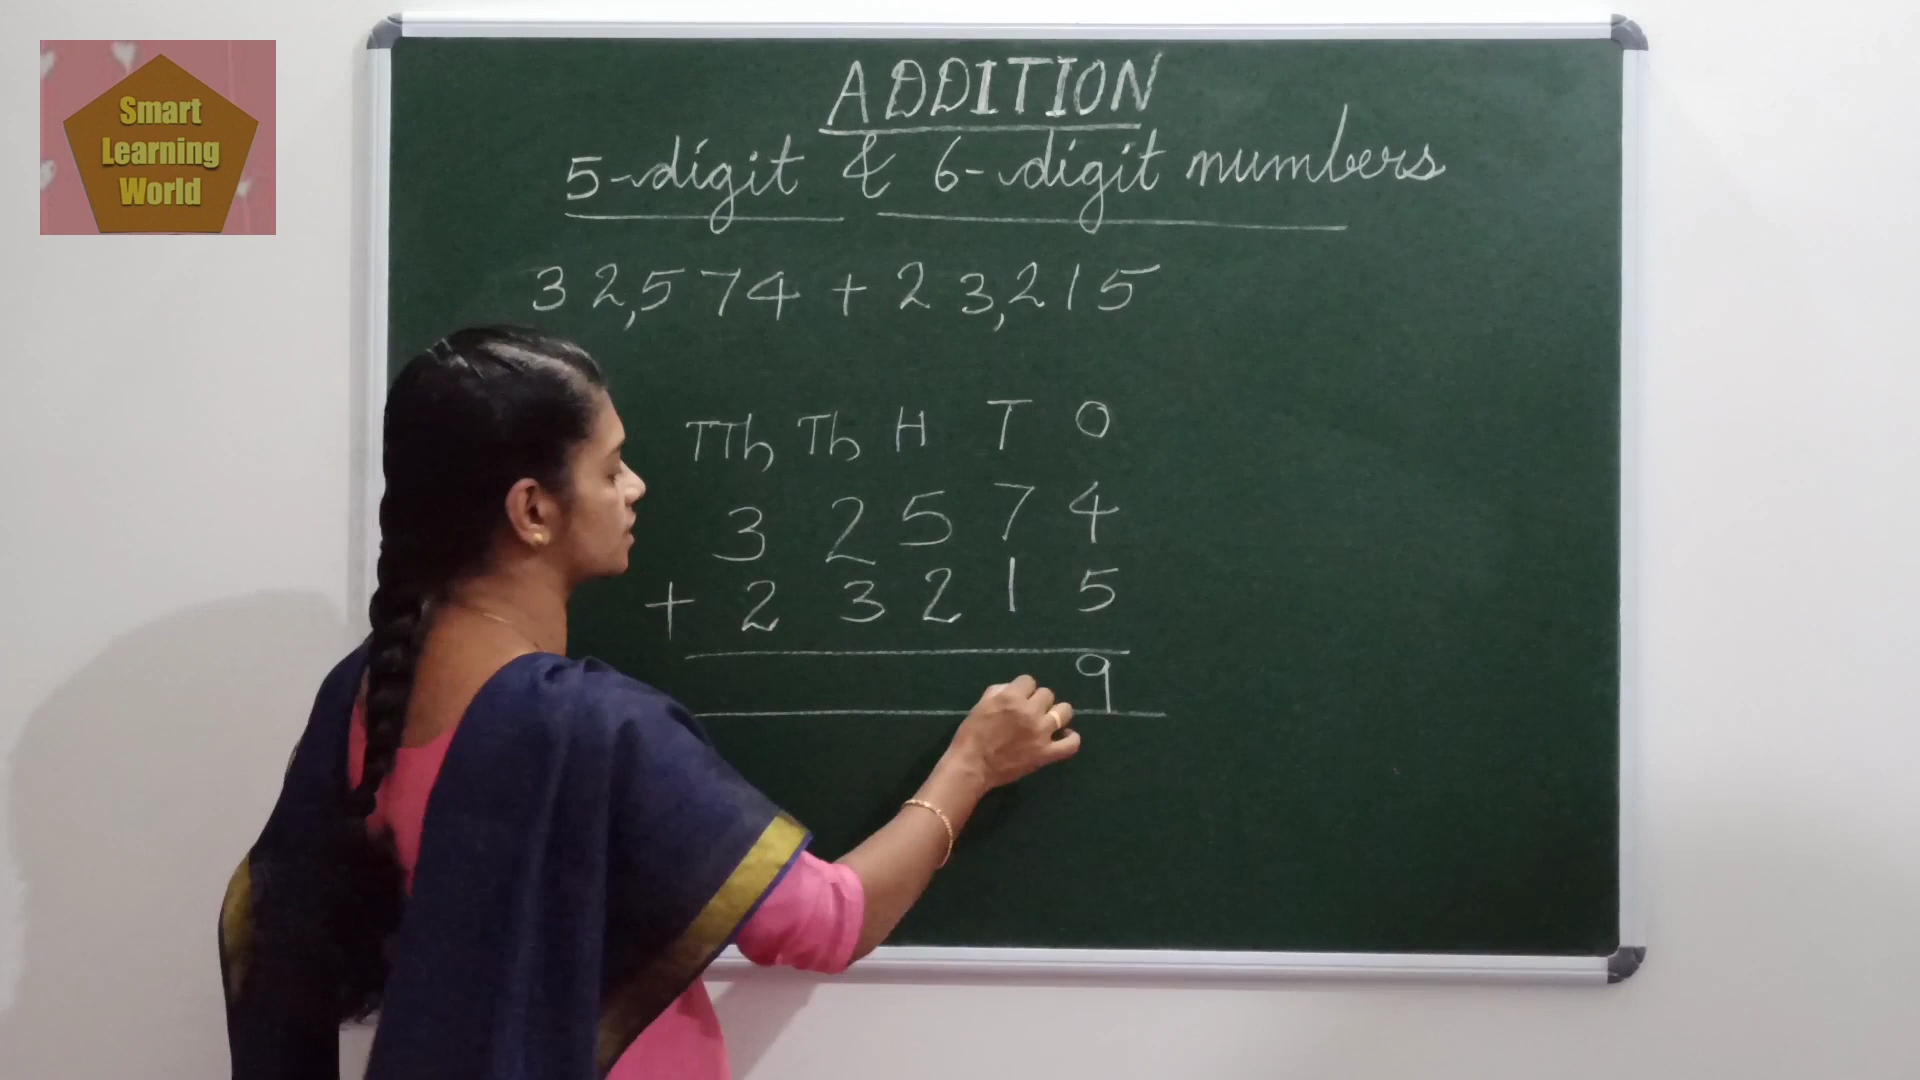 Smart
Learning
World
ADDITION
5-digit & 6-digit numbers
32,574 + 23,215
TTh Th H T O
3 2 5 7 4
+ 2 3 2 1 5
9